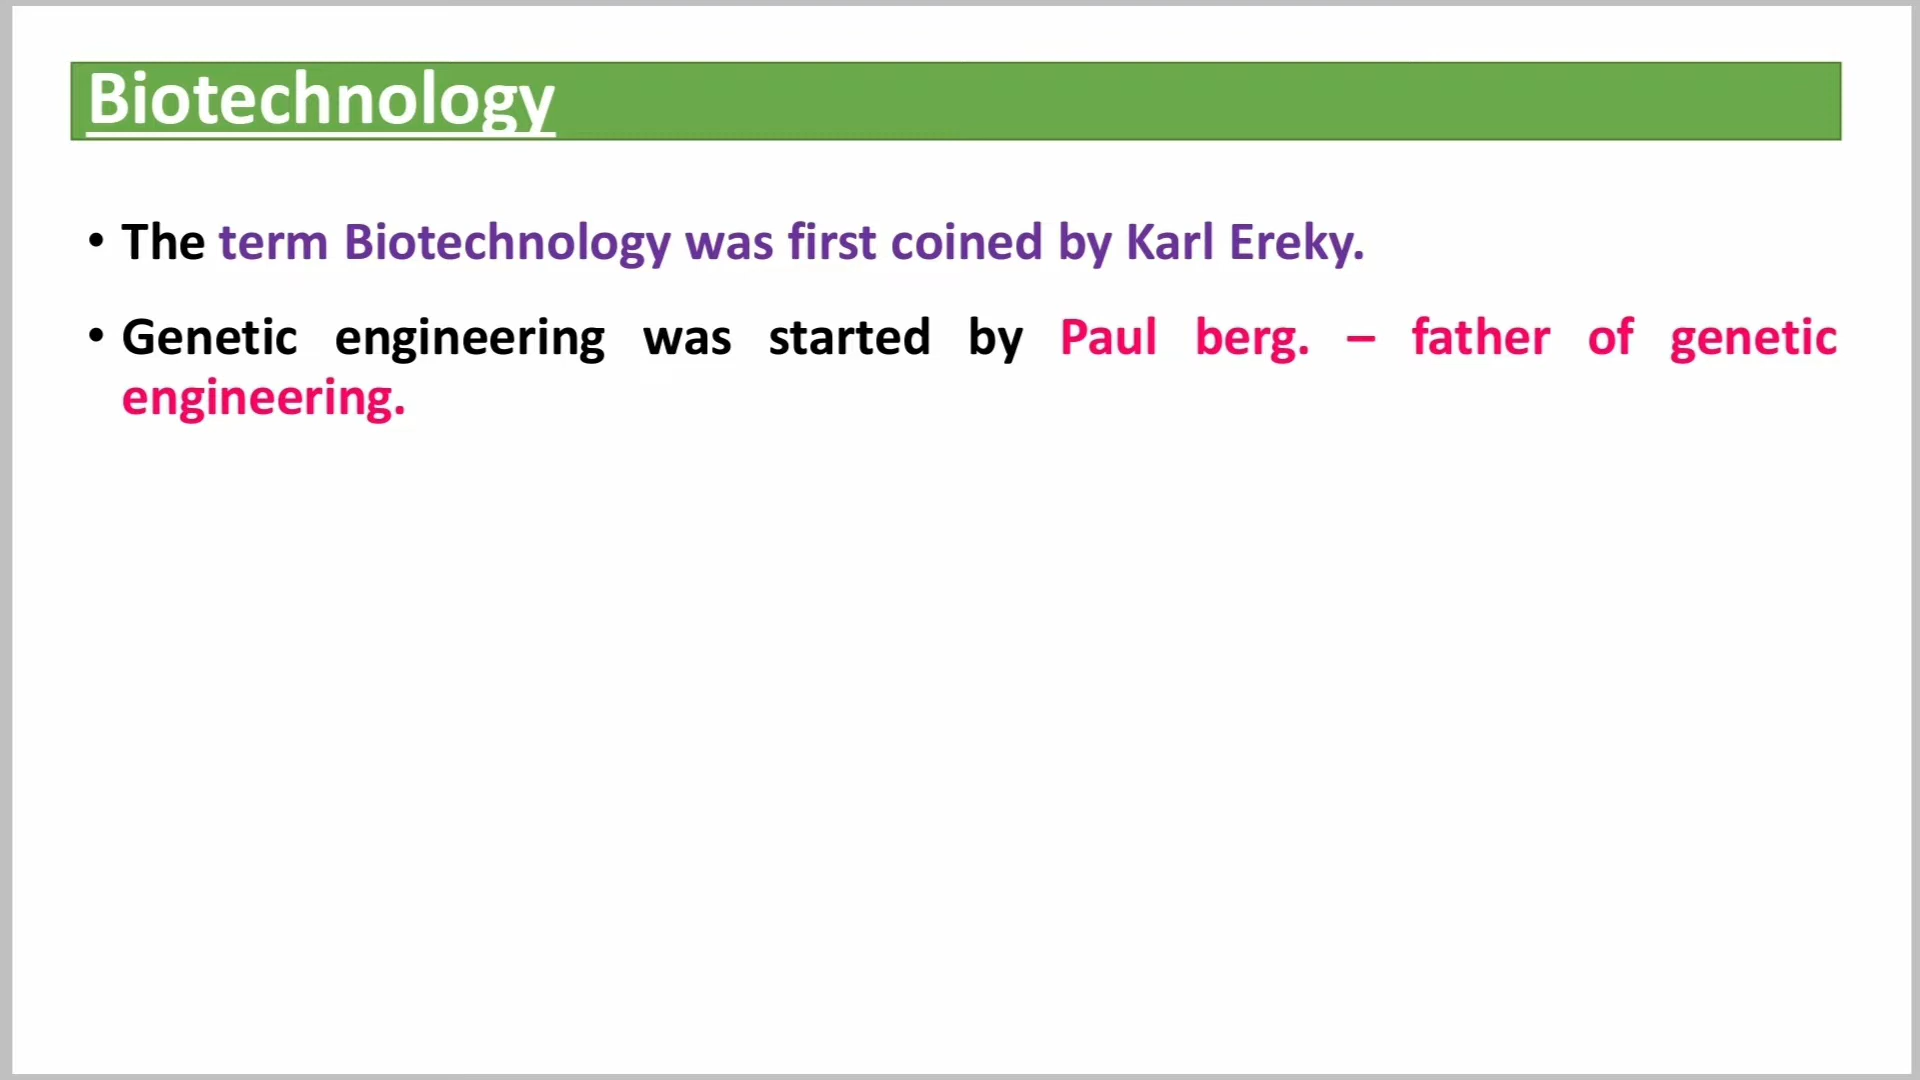 Biotechnology
• The term Biotechnology was first coined by Karl Ereky.
• Genetic engineering was started by Paul berg. – father of genetic
engineering.